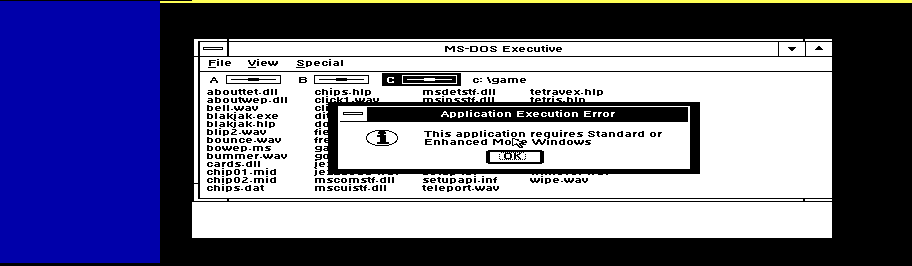 MS-DOS Executive
File View Special
A B C c:\game
abouttet.dll chips.hlp msdetstf.dll tetravex.hlp
aboutwep.dll click1.wav msinsstf.dll tetris.hlp
bell.wav
Application Execution Error
blakjak.exe
blakjak.hlp
This application requires Standard or
blip2.wav
Enhanced Mode Windows
bounce.wav
bowep.ms
OK
bummer.wav
cards.dll
chip01.mid setupapi.inf
chip02.mid mscomstf.dll setupapi.inf wipe.wav
chips.dat mscuistf.dll teleport.wav